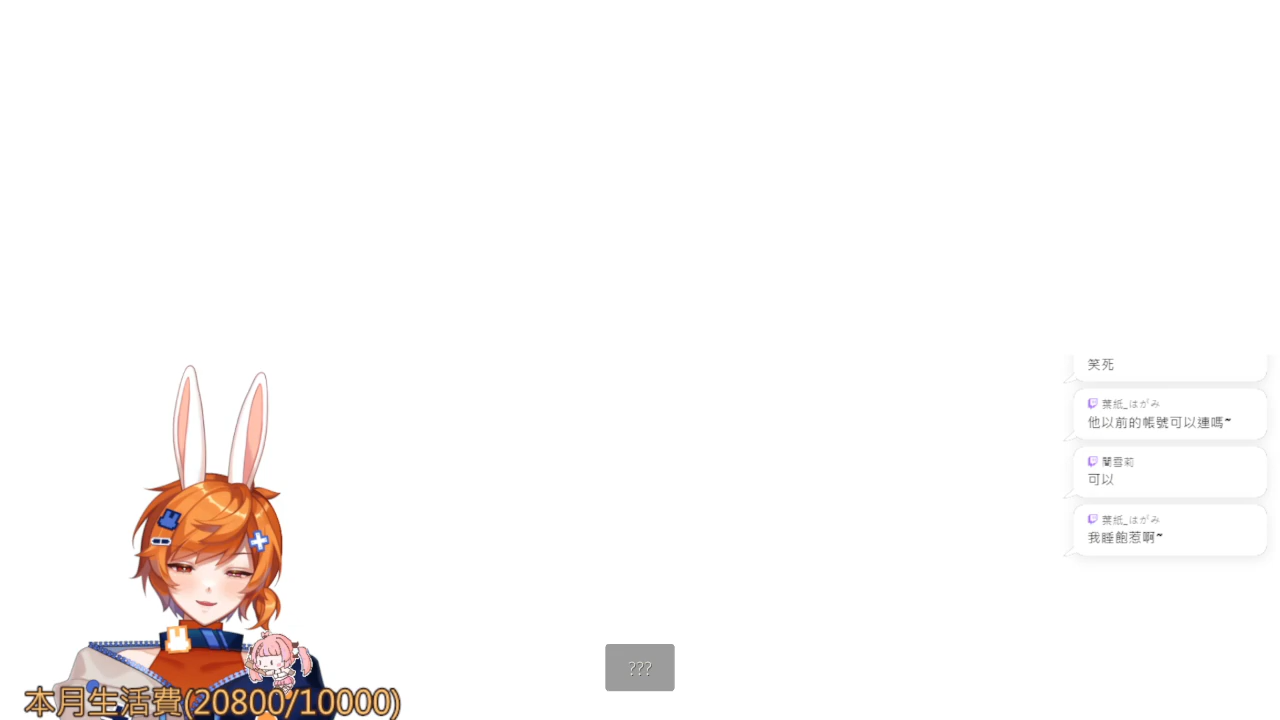 笑死
葉紙_はがみ
他以前的帳號可以連嗎~
闇雪莉
可以
葉紙_はがみ
我睡飽惹啊~
???
本月生活費(20800/10000)